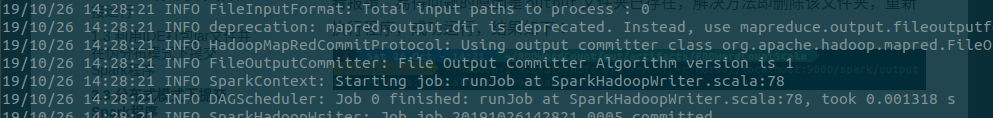 19/10/26 14:28:21 INFO FileInputFormat: Total input paths to process : 1
19/10/26 14:28:21 INFO deprecation: mapred.output.dir is deprecated. Instead, use mapreduce.output.fileoutputf
19/10/26 14:28:21 INFO HadoopMapRedCommitProtocol: Using output committer class org.apache.hadoop.mapred.FileO
19/10/26 14:28:21 INFO FileOutputCommitter: File Output Committer Algorithm version is 1
19/10/26 14:28:21 INFO SparkContext: Starting job: runJob at SparkHadoopWriter.scala:78
19/10/26 14:28:21 INFO DAGScheduler: Job 0 finished: runJob at SparkHadoopWriter.scala:78, took 0.001318 s
19/10/26 14:28:21 INFO SparkHadoopWriter: Job job_20191026142821_0005 committed